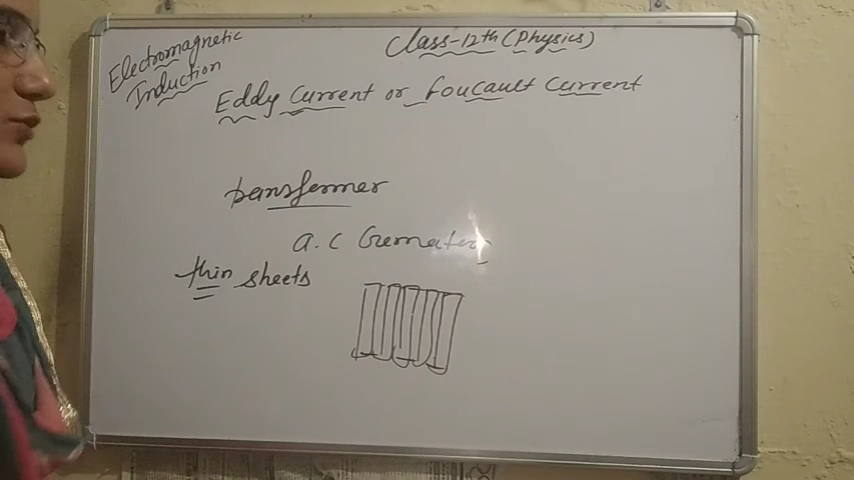 Electromagnetic
Induction
Class-12th (Physics)
Eddy Current or Foucault Current
transformer
a.c Generator
thin sheets